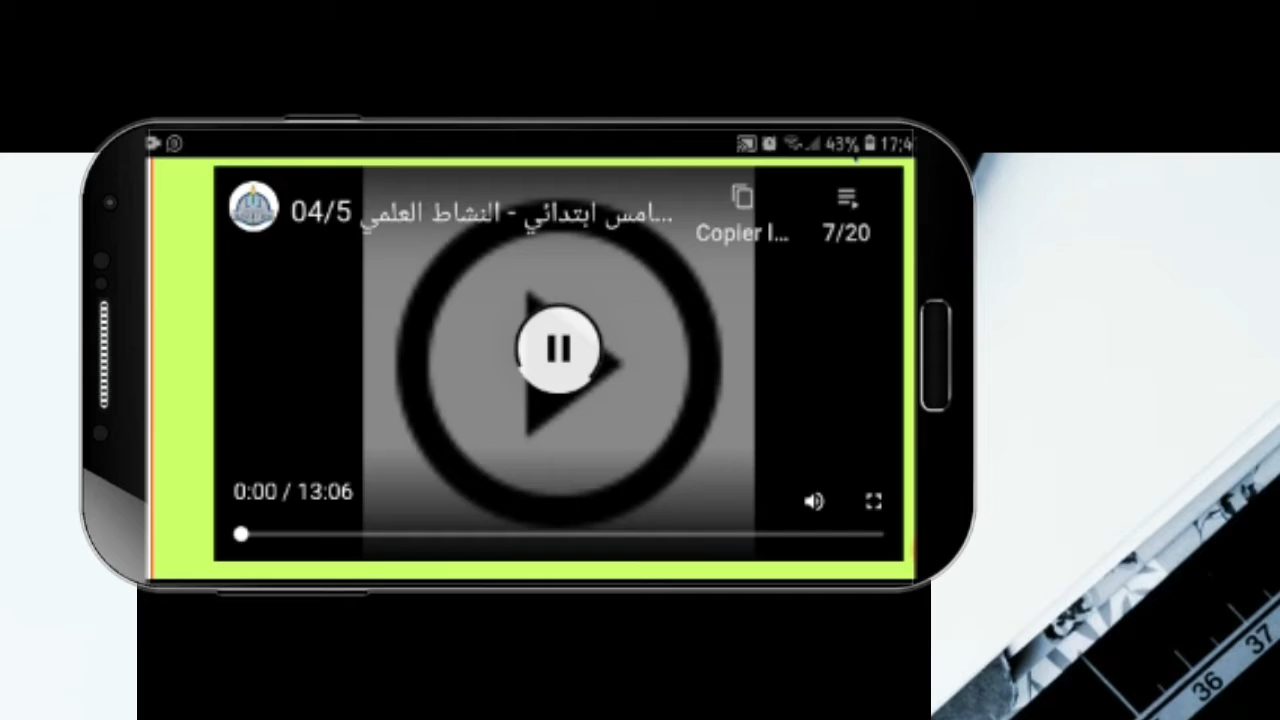 43% 17:4
04/5 النشاط العلمي - امس ابتدائي...
Copier l...
7/20
0:00 / 13:06
36 37